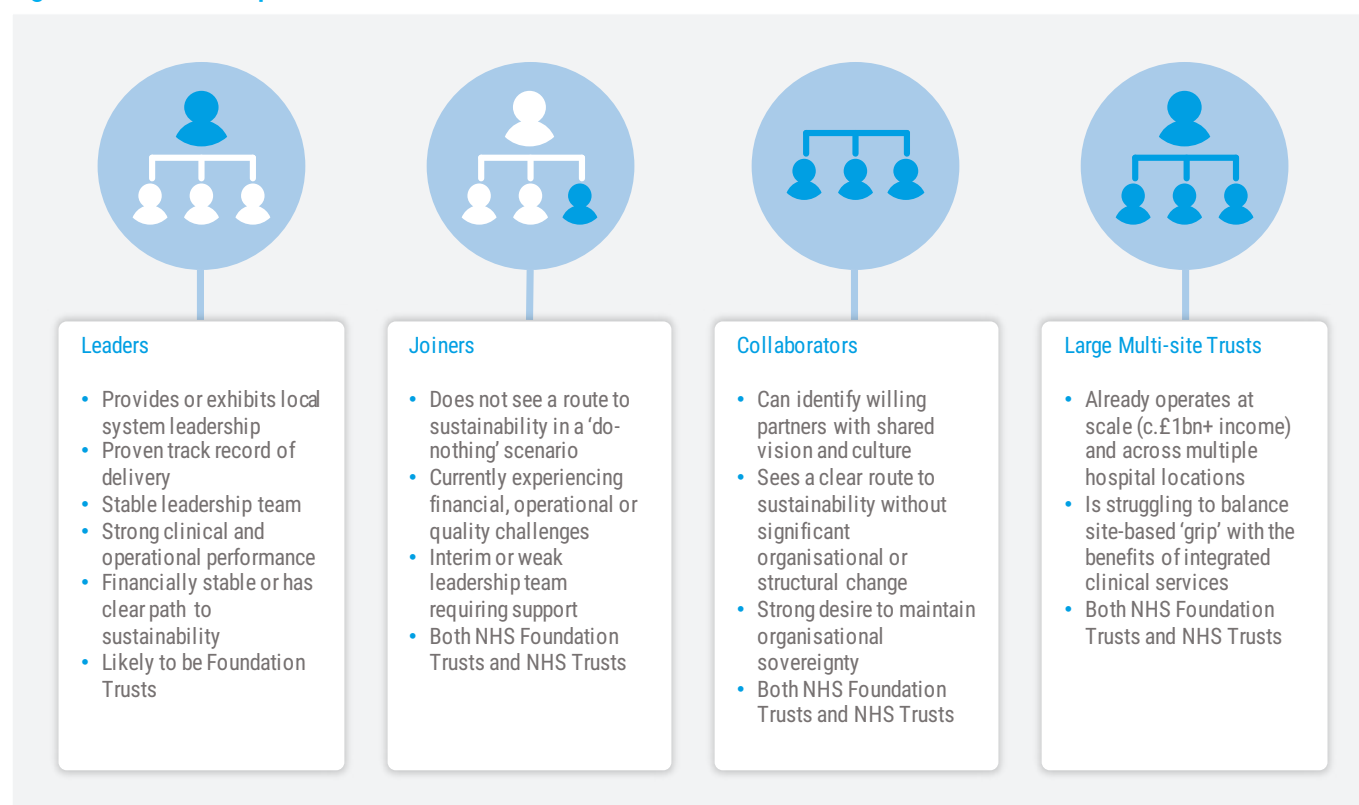 Leaders
• Provides or exhibits local
system leadership
• Proven track record of
delivery
• Stable leadership team
• Strong clinical and
operational performance
• Financially stable or has
clear path to
sustainability
• Likely to be Foundation
Trusts
Joiners
• Does not see a route to
sustainability in a ‘do-
nothing’ scenario
• Currently experiencing
financial, operational or
quality challenges
• Interim or weak
leadership team
requiring support
• Both NHS Foundation
Trusts and NHS Trusts
Collaborators
• Can identify willing
partners with shared
vision and culture
• Sees a clear route to
sustainability without
significant
organisational or
structural change
• Strong desire to maintain
organisational
sovereignty
• Both NHS Foundation
Trusts and NHS Trusts
Large Multi-site Trusts
• Already operates at
scale (c.£1bn+ income)
and across multiple
hospital locations
• Is struggling to balance
site-based ‘grip’ with the
benefits of integrated
clinical services
• Both NHS Foundation
Trusts and NHS Trusts